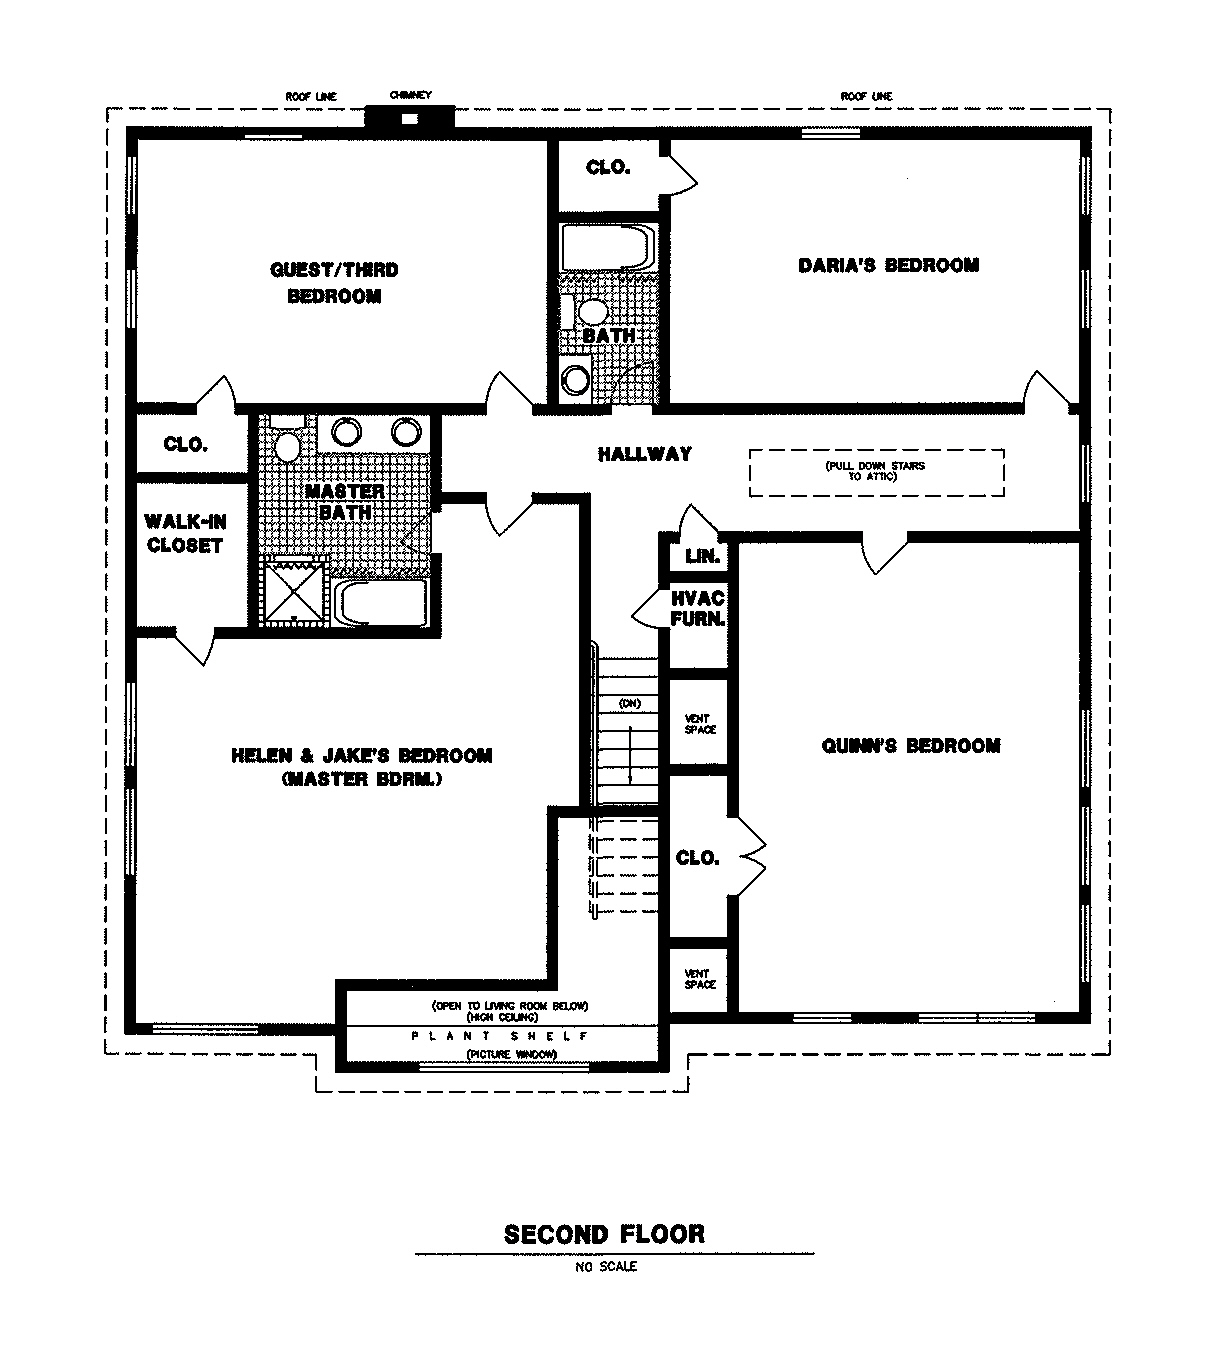 ROOF LINE
CHIMNEY
ROOF LINE
CLO.
GUEST/THIRD
BEDROOM
DARIA'S BEDROOM
BATH
CLO.
HALLWAY
(PULL DOWN STAIRS
TO ATTIC)
MASTER
BATH
WALK-IN
CLOSET
LIN.
HVAC
FURN.
(DN)
VENT
SPACE
HELEN & JAKE'S BEDROOM
(MASTER BDRM.)
QUINN'S BEDROOM
CLO.
VENT
SPACE
(OPEN TO LIVING ROOM BELOW)
(HIGH CEILING)
PLANT SHELF
(PICTURE WINDOW)
SECOND FLOOR
NO SCALE